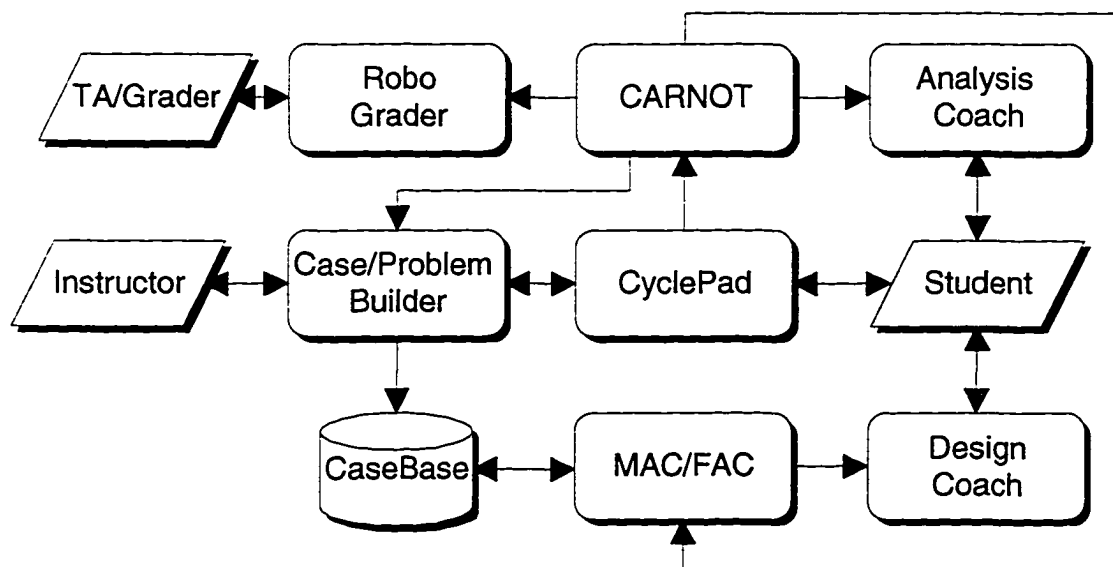 TA/Grader
Robo
Grader
CARNOT
Analysis
Coach
Instructor
Case/Problem
Builder
CyclePad
Student
CaseBase
MAC/FAC
Design
Coach